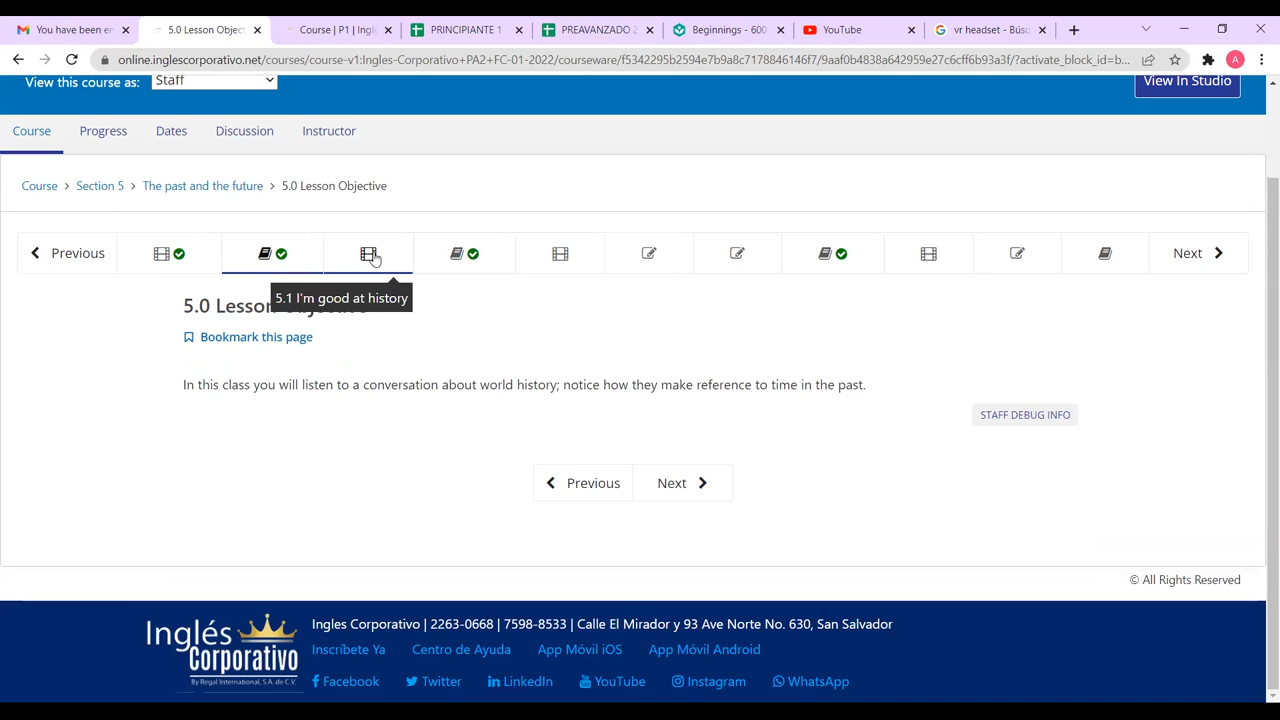 You have been en
5.0 Lesson Objecti
Course | P1 | Inglé
PRINCIPIANTE 1
PREAVANZADO 2
Beginnings - 600
YouTube
vr headset - Búsq
online.inglescorporativo.net/courses/course-v1:Ingles-Corporativo+PA2+FC-01-2022/courseware/f5342295b2594e7b9a8c7178846146f7/9aaf0b4838a642959e27c6cff6b93a3f/?activate_block_id=b...
A
View this course as:
Staff
View In Studio
Course
Progress
Dates
Discussion
Instructor
Course > Section 5 > The past and the future > 5.0 Lesson Objective
Previous
Next
5.1 I'm good at history
5.0 Lesson Objective
Bookmark this page
In this class you will listen to a conversation about world history; notice how they make reference to time in the past.
STAFF DEBUG INFO
Previous
Next
© All Rights Reserved
Inglés Corporativo
By Regal International, S.A. de C.V.
Ingles Corporativo | 2263-0668 | 7598-8533 | Calle El Mirador y 93 Ave Norte No. 630, San Salvador
Inscríbete Ya
Centro de Ayuda
App Móvil iOS
App Móvil Android
Facebook
Twitter
LinkedIn
YouTube
Instagram
WhatsApp